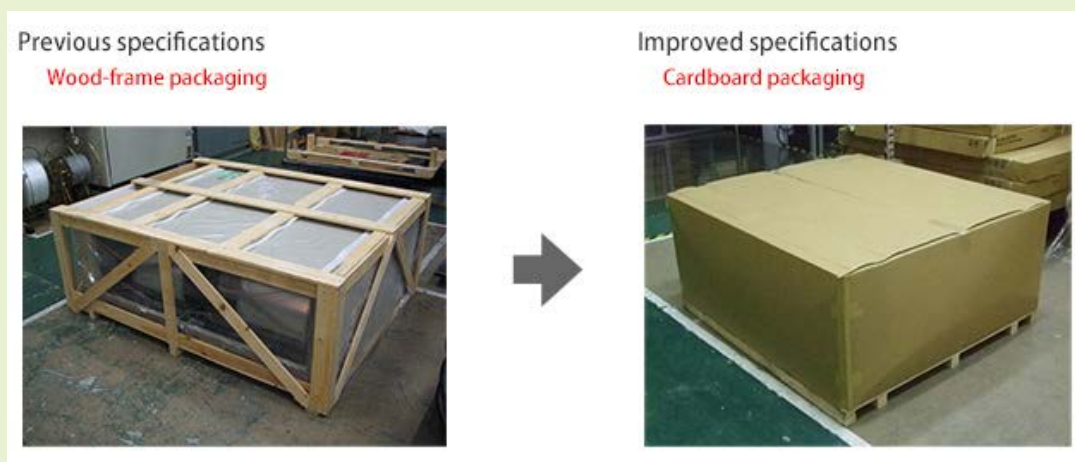 Previous specifications
Wood-frame packaging
Improved specifications
Cardboard packaging